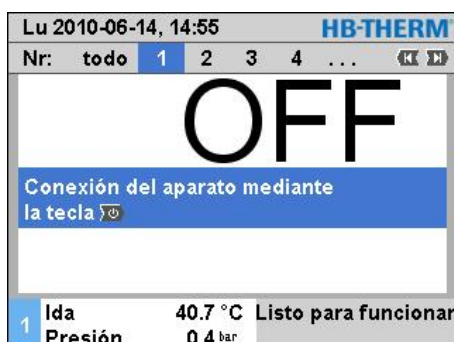 Lu 2010-06-14, 14:55 HB-THERM
Nr: todo 1 2 3 4 ...
OFF
Conexión del aparato mediante
la tecla
1 Ida 40.7 °C Listo para funcionar
Presión 0.4 bar